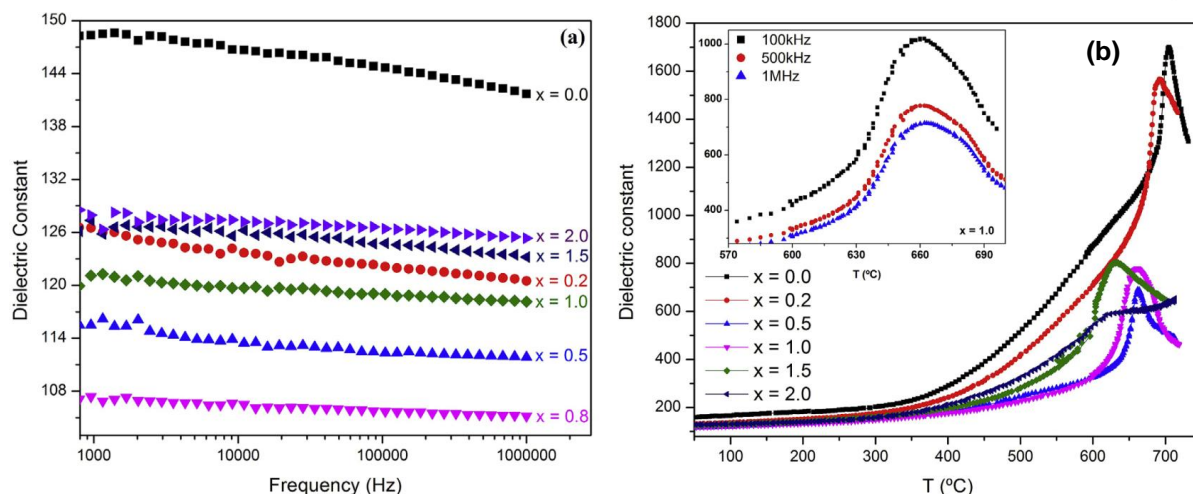 (a)
150
144
138
132
126
120
114
108
Dielectric Constant
x = 0.0
x = 2.0
x = 1.5
x = 0.2
x = 1.0
x = 0.5
x = 0.8
1000
10000
100000
1000000
Frequency (Hz)
(b)
1800
1600
1400
1200
1000
800
600
400
200
Dielectric constant
1000
800
600
400
100kHz
500kHz
1MHz
x = 1.0
570
600
630
660
690
T (ºC)
x = 0.0
x = 0.2
x = 0.5
x = 1.0
x = 1.5
x = 2.0
100
200
300
400
500
600
700
T (ºC)